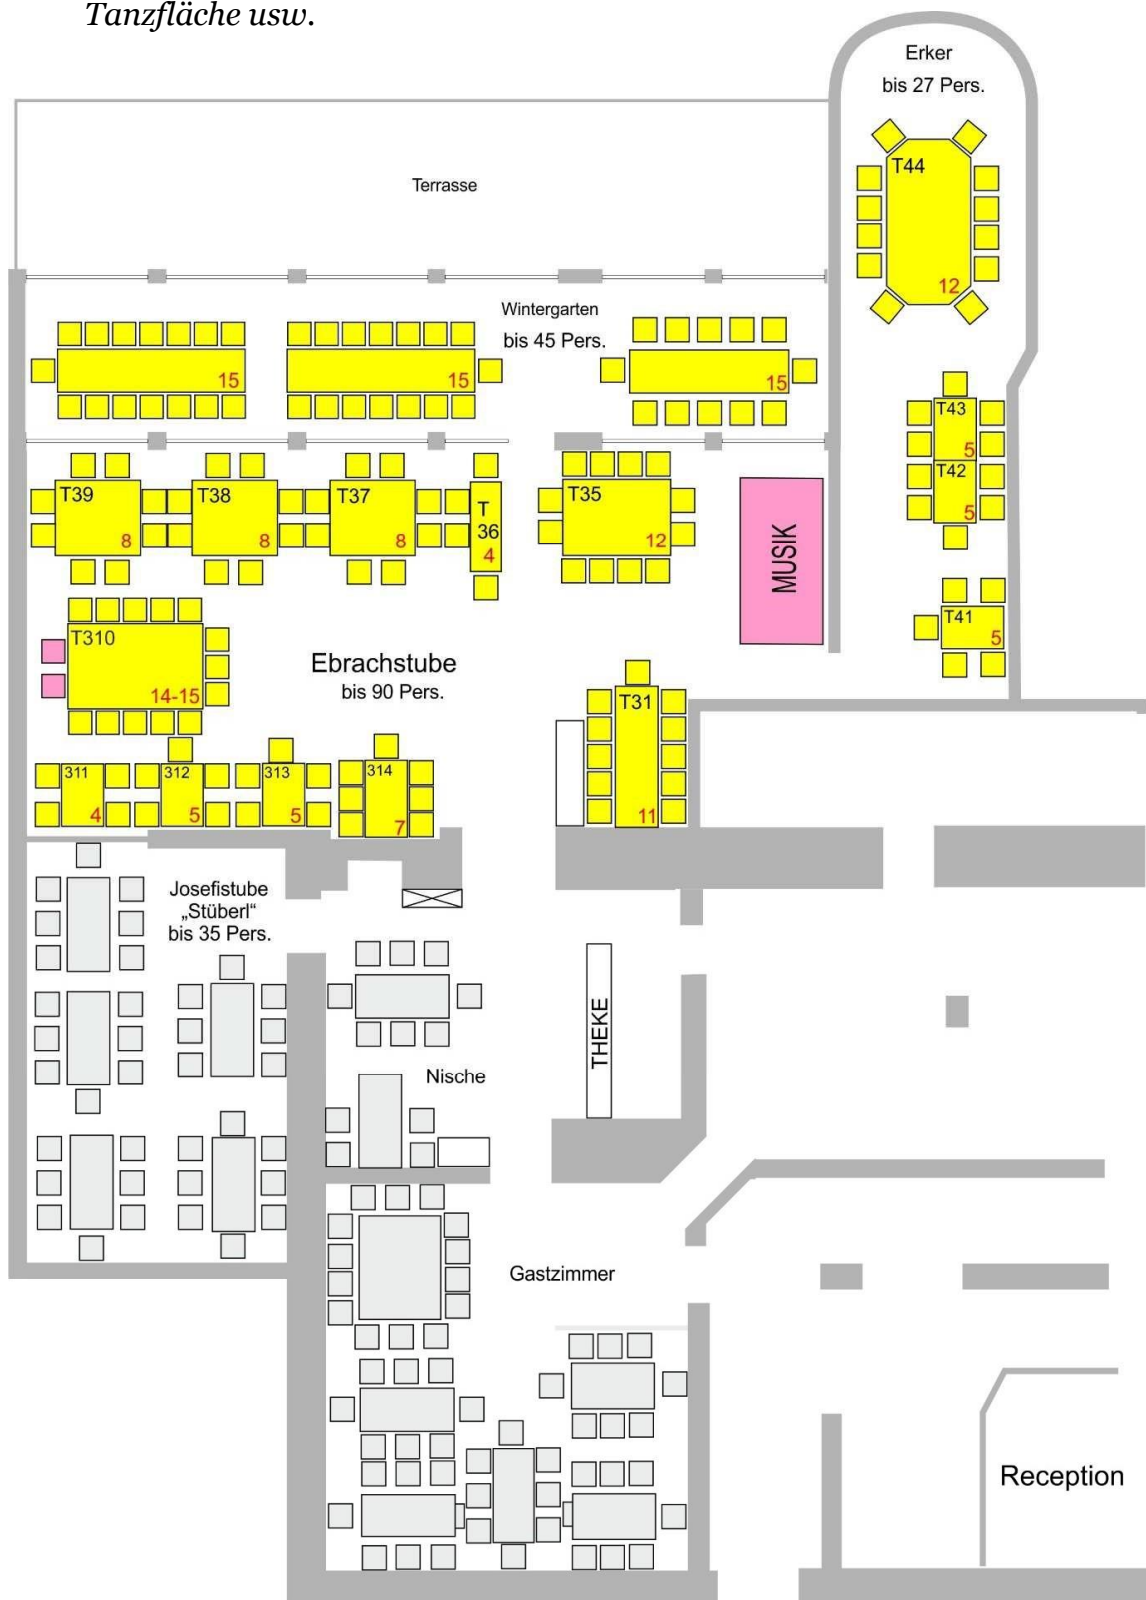 Tanzfläche usw.
Erker
bis 27 Pers.
T44
12
Terrasse
Wintergarten
bis 45 Pers.
15
15
15
T43
5
T42
5
T39
8
T38
8
T37
8
T
36
4
T35
12
MUSIK
T41
5
T310
14-15
Ebrachstube
bis 90 Pers.
T31
11
311
4
312
5
313
5
314
7
Josefistube
„Stüberl“
bis 35 Pers.
THEKE
Nische
Gastzimmer
Reception